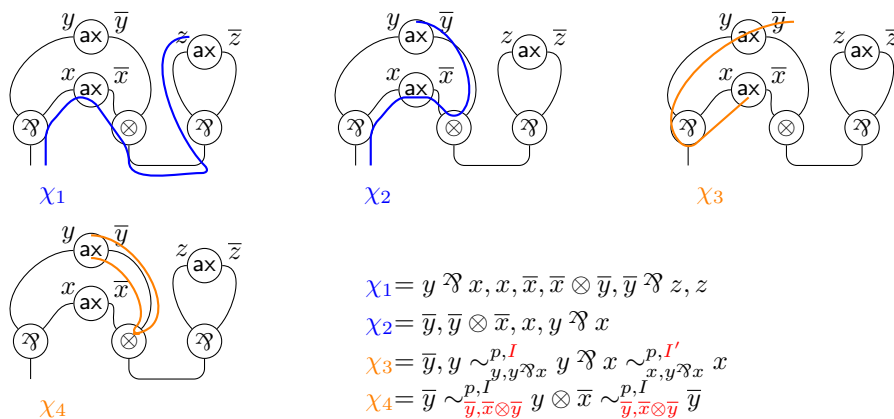 y ax y̅ z ax z̅ y ax y̅ z ax z̅ y ax y̅ z ax z̅
x ax x̅ x ax x̅ x ax x̅
⅋ ⊗ ⅋ ⅋ ⊗ ⅋ ⅋ ⊗ ⅋
χ₁ χ₂ χ₃
y ax y̅ z ax z̅
x ax x̅
⅋ ⊗ ⅋
χ₄
χ₁= y ⅋ x, x, x̅, x̅ ⊗ y̅, y̅ ⅋ z, z
χ₂= y̅, y̅ ⊗ x̅, x, y ⅋ x
χ₃= y̅, y ∼^{p,I}_{y,y⅋x} y ⅋ x ∼^{p,I′}_{x,y⅋x} x
χ₄= y̅ ∼^{p,I}_{y̅,x̅⊗y̅} y ⊗ x̅ ∼^{p,I}_{y̅,x̅⊗y̅} y̅